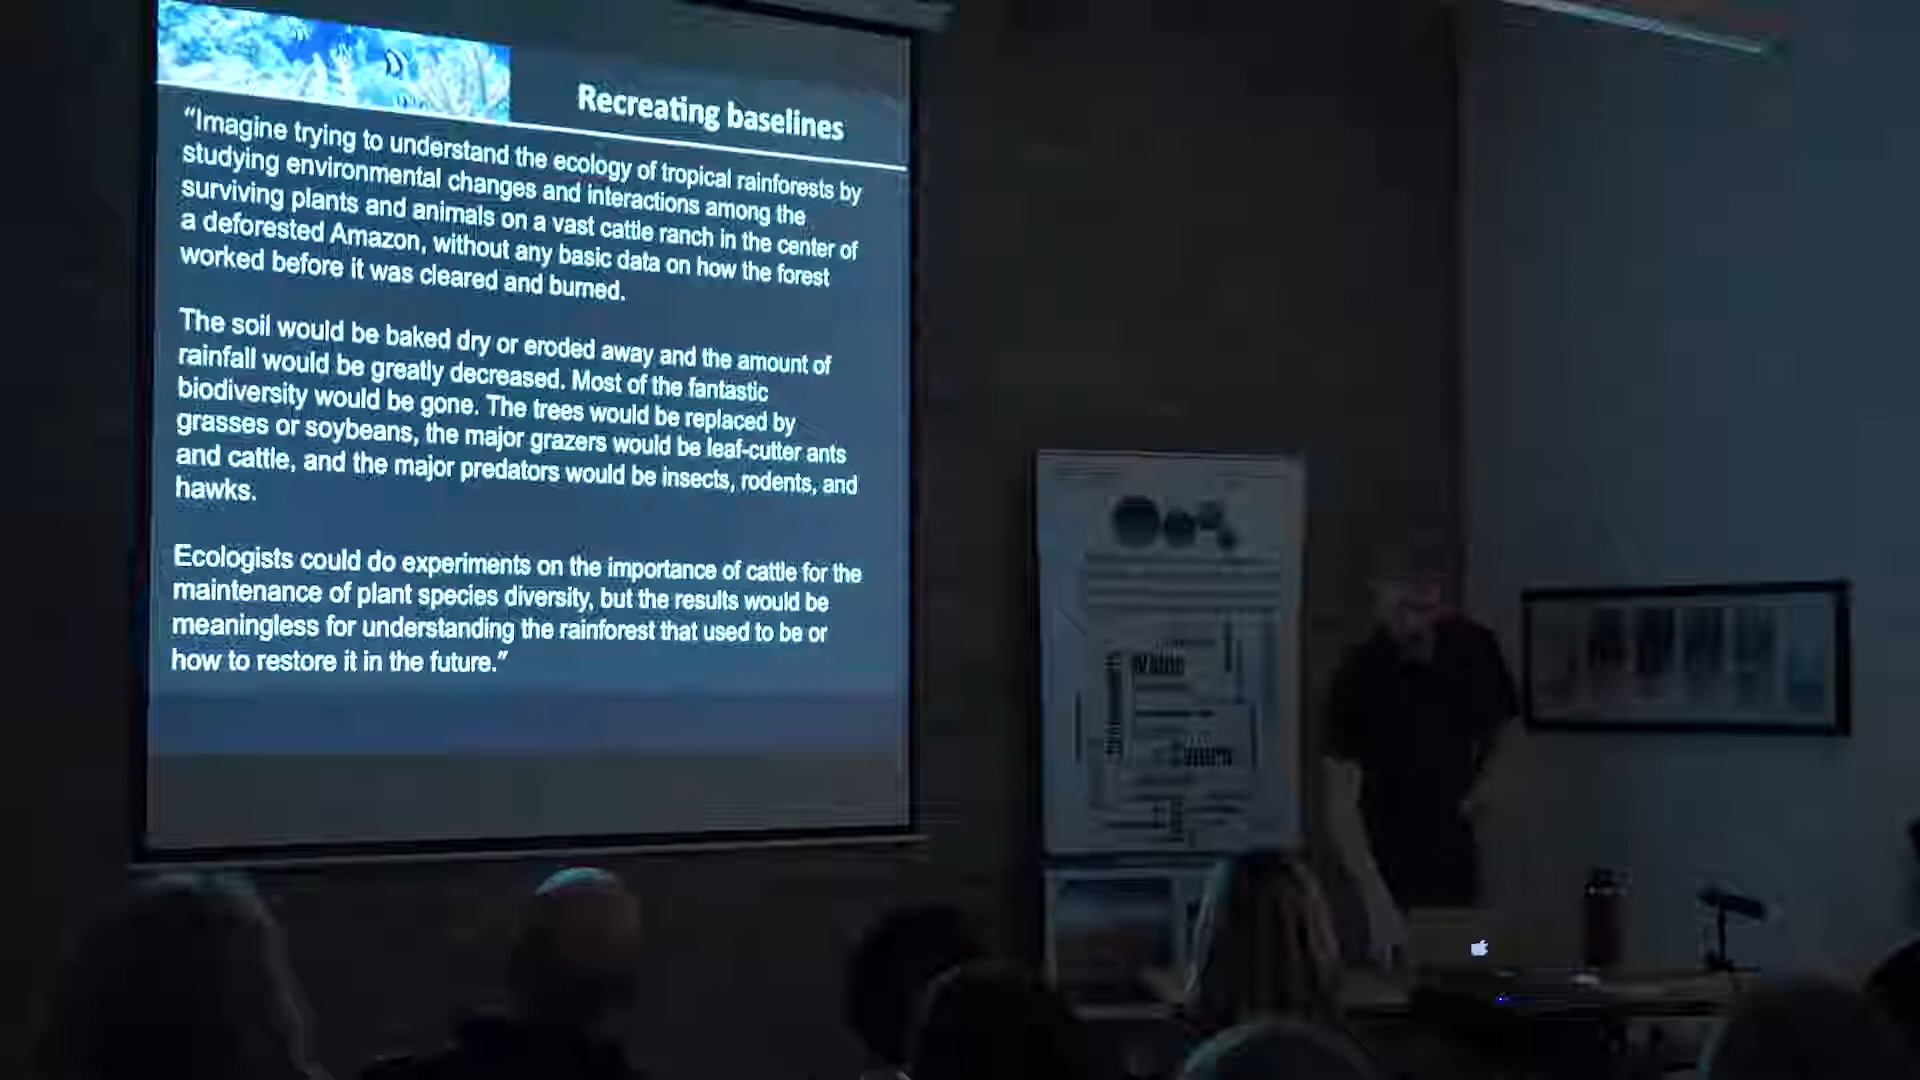 Recreating baselines
“Imagine trying to understand the ecology of tropical rainforests by
studying environmental changes and interactions among the
surviving plants and animals on a vast cattle ranch in the center of
a deforested Amazon, without any basic data on how the forest
worked before it was cleared and burned.
The soil would be baked dry or eroded away and the amount of
rainfall would be greatly decreased. Most of the fantastic
biodiversity would be gone. The trees would be replaced by
grasses or soybeans, the major grazers would be leaf-cutter ants
and cattle, and the major predators would be insects, rodents, and
hawks.
Ecologists could do experiments on the importance of cattle for the
maintenance of plant species diversity, but the results would be
meaningless for understanding the rainforest that used to be or
how to restore it in the future.”